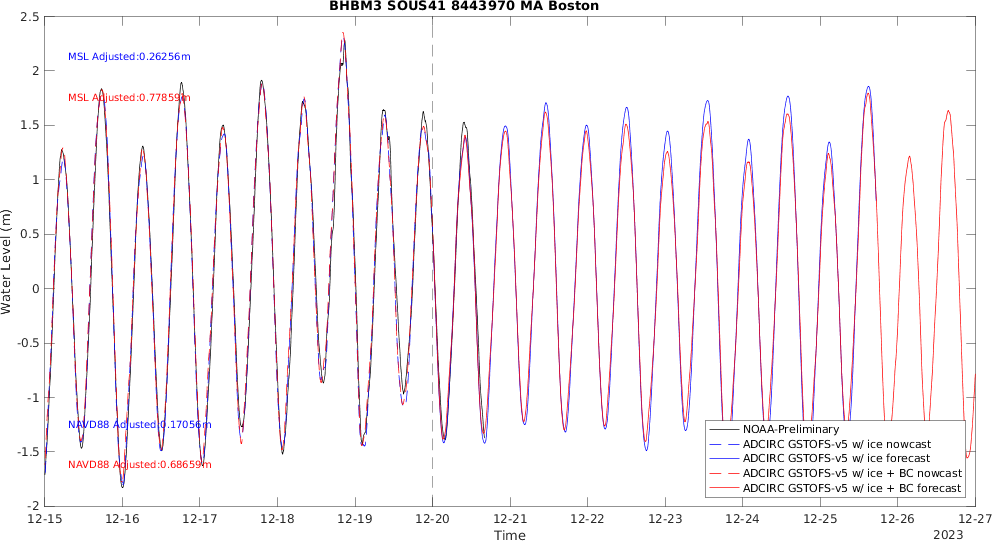 BHBM3 SOUS41 8443970 MA Boston
2.5
2
1.5
1
0.5
0
-0.5
-1
-1.5
-2
Water Level (m)
MSL Adjusted:0.26256m
MSL Adjusted:0.77859m
NAVD88 Adjusted:0.17056m
NAVD88 Adjusted:0.68659m
NOAA-Preliminary
ADCIRC GSTOFS-v5 w/ ice nowcast
ADCIRC GSTOFS-v5 w/ ice forecast
ADCIRC GSTOFS-v5 w/ ice + BC nowcast
ADCIRC GSTOFS-v5 w/ ice + BC forecast
12-15 12-16 12-17 12-18 12-19 12-20 12-21 12-22 12-23 12-24 12-25 12-26 12-27
Time
2023